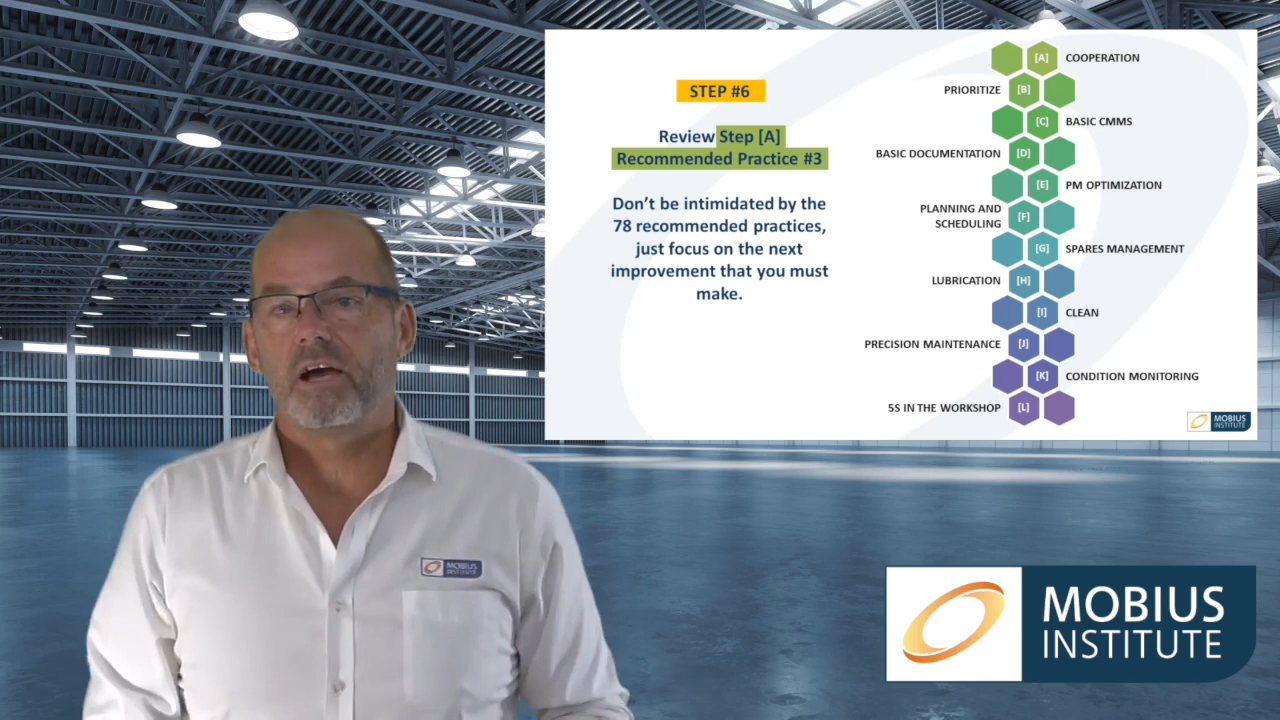 STEP #6
Review Step [A]
Recommended Practice #3
Don't be intimidated by the
78 recommended practices,
just focus on the next
improvement that you must
make.
[A] COOPERATION
PRIORITIZE [B]
[C] BASIC CMMS
BASIC DOCUMENTATION [D]
[E] PM OPTIMIZATION
PLANNING AND
SCHEDULING [F]
[G] SPARES MANAGEMENT
LUBRICATION [H]
[I] CLEAN
PRECISION MAINTENANCE [J]
[K] CONDITION MONITORING
5S IN THE WORKSHOP [L]
MOBIUS
INSTITUTE
MOBIUS
INSTITUTE
MOBIUS
INSTITUTE